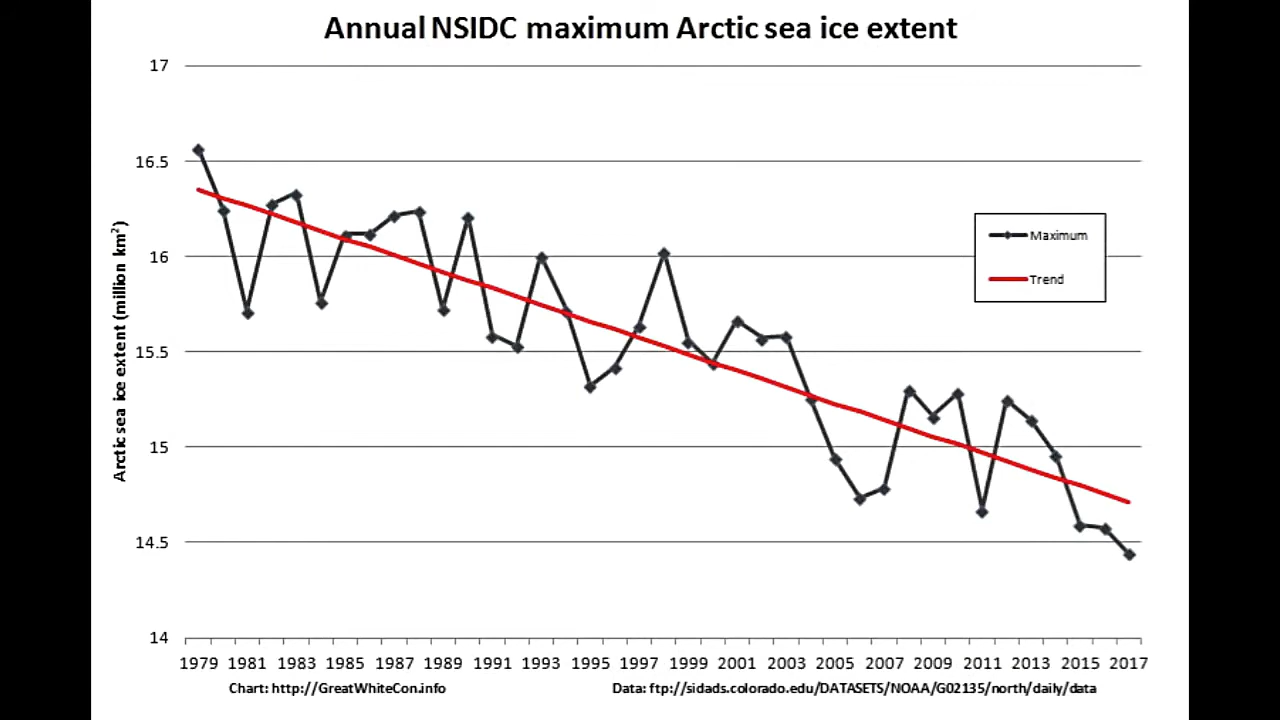 Annual NSIDC maximum Arctic sea ice extent
17
16.5
16
15.5
15
14.5
14
Arctic sea ice extent (million km²)
Maximum
Trend
1979 1981 1983 1985 1987 1989 1991 1993 1995 1997 1999 2001 2003 2005 2007 2009 2011 2013 2015 2017
Chart: http://GreatWhiteCon.info
Data: ftp://sidads.colorado.edu/DATASETS/NOAA/G02135/north/daily/data